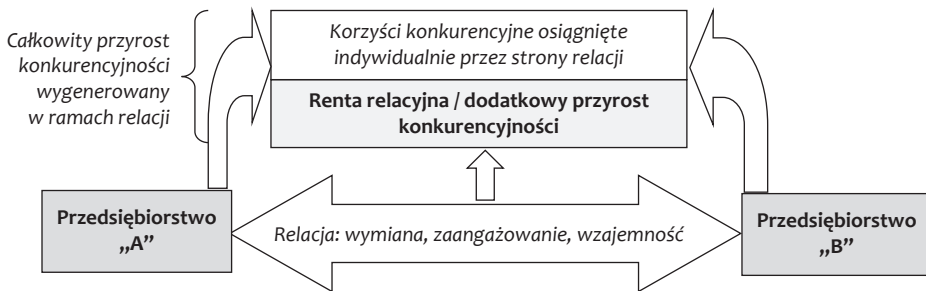 Całkowity przyrost
konkurencyjności
wygenerowany
w ramach relacji
Korzyści konkurencyjne osiągnięte
indywidualnie przez strony relacji
Renta relacyjna / dodatkowy przyrost
konkurencyjności
Przedsiębiorstwo
„A”
Relacja: wymiana, zaangażowanie, wzajemność
Przedsiębiorstwo
„B”